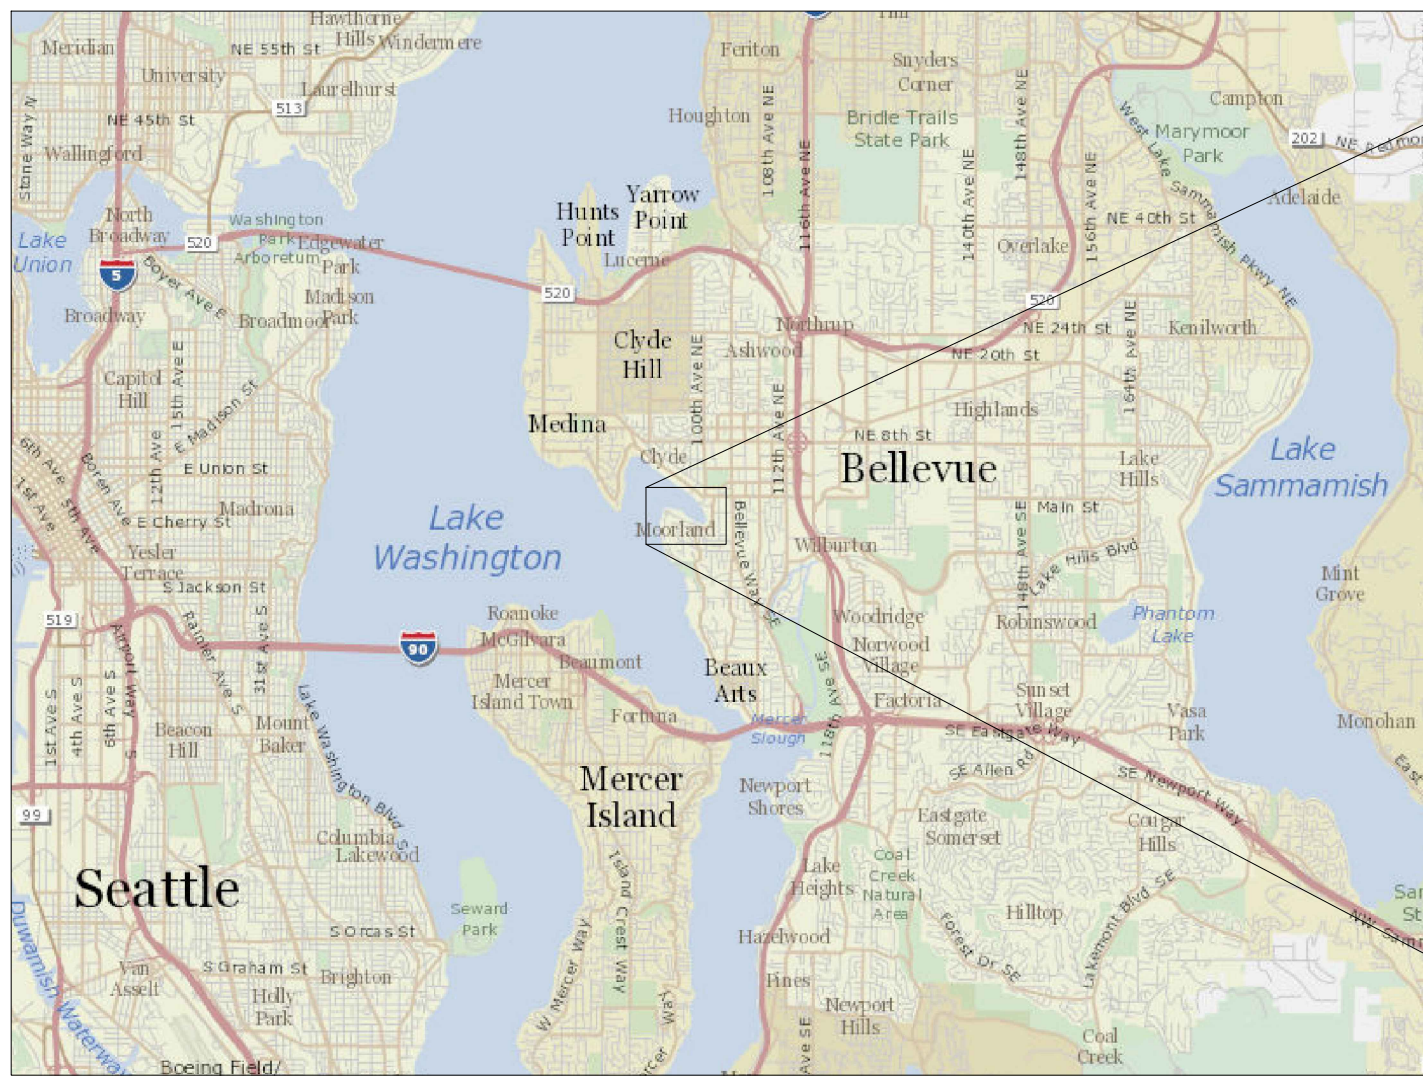 Hawthorne
Hills
Windermere
Meridian
NE 55th St
University
Laurelhurst
513
NE 45th St
Stone Way N
Wallingford
North
Broadway
Lake
Union
520
Washington
Park
Arboretum
Edgewater
Park
5
Boyer Ave E
Madison
Park
Broadmoor
Broadway
Capitol
Hill
15th Ave E
E Madison St
12th Ave
6th Ave
1st Ave
5th Ave
Boren Ave
E Union St
Madrona
E Cherry St
Yesler
Terrace
S Jackson St
519
Airport Way S
Rainier Ave S
31st Ave S
1st Ave S
4th Ave S
6th Ave S
Beacon
Hill
Mount
Baker
Lake Washington Blvd S
99
Columbia
Lakewood
Seattle
Seward
Park
S Orcas St
S Graham St
Van
Asselt
Brighton
Holly
Park
Duwamish Waterway
Boeing Field/
Feriton
Snyders
Corner
Houghton
108th Ave NE
Bridle Trails
State Park
116th Ave NE
140th Ave NE
148th Ave NE
156th Ave NE
West Lake Sammamish Pkwy NE
Marymoor
Park
Campton
202
Adelaide
NE 40th St
Overlake
Yarrow
Point
Hunts
Point
Lucerne
520
520
Northrup
NE 24th St
Kenilworth
Ashwood
NE 20th St
164th Ave NE
Clyde
Hill
100th Ave NE
112th Ave NE
Highlands
Medina
NE 8th St
Clyde
Bellevue
Lake
Hills
Lake
Sammamish
Lake
Washington
Moorland
Bellevue Way SE
Main St
148th Ave SE
Wilburton
Lake Hills Blvd
Mint
Grove
Roanoke
McGilvara
90
Beaumont
Mercer
Island Town
Woodridge
Norwood
Village
Robinswood
Phantom
Lake
Beaux
Arts
118th Ave SE
Factoria
Sunset
Village
Vasa
Park
Monohan
Fortuna
Mercer
Slough
SE Eastgate Way
SE Allen Rd
SE Newport Way
Mercer
Island
Newport
Shores
Eastgate
Somerset
Cougar
Hills
Island Crest Way
Lake
Heights
Coal
Creek
Natural
Area
Hilltop
Lakemont Blvd SE
W Mercer Way
Hazelwood
Forest Dr SE
Pines
Newport
Hills
Coal
Creek
Way
Ave SE